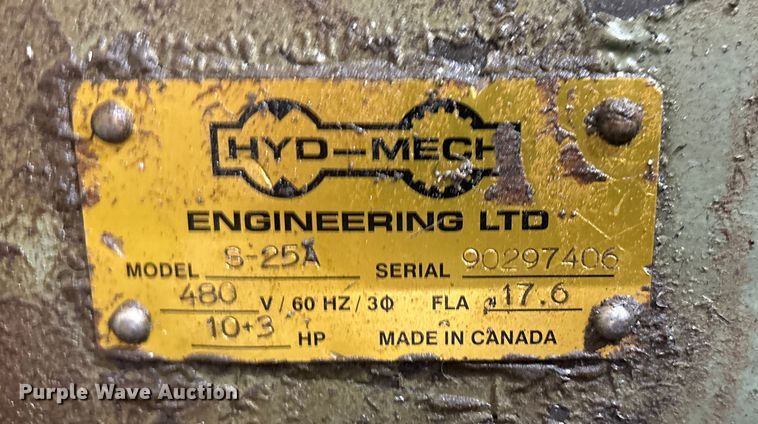 HYD-MECH
ENGINEERING LTD
MODEL S-25A SERIAL 90297406
480 V / 60 HZ / 3Φ FLA 17.6
10+3 HP MADE IN CANADA
Purple Wave Auction